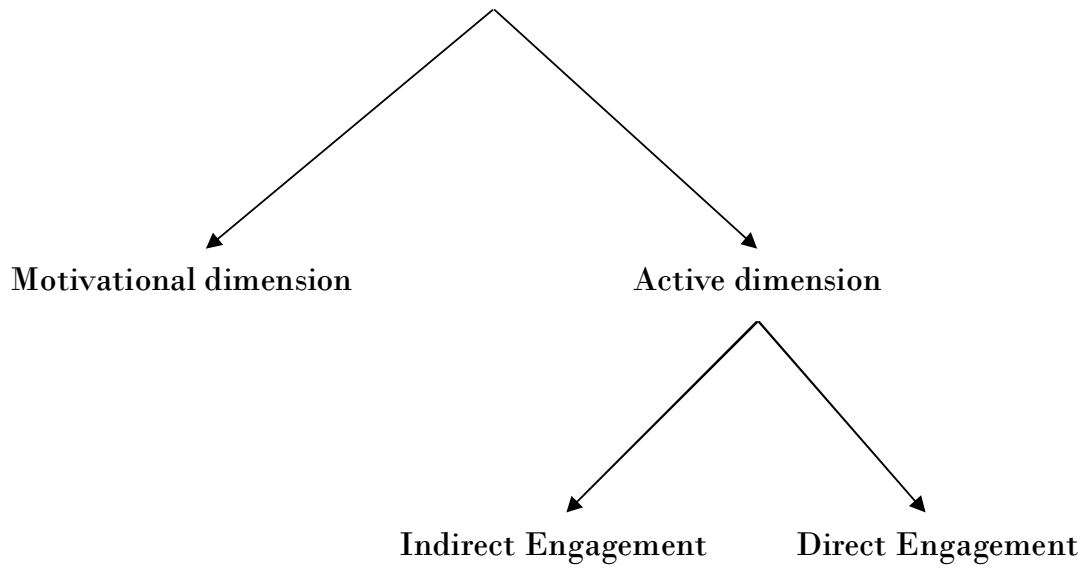 Motivational dimension
Active dimension
Indirect Engagement
Direct Engagement